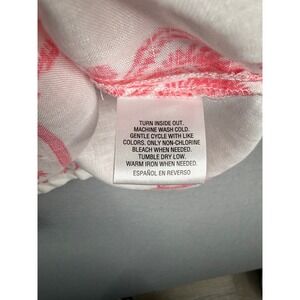 TURN INSIDE OUT.
MACHINE WASH COLD.
GENTLE CYCLE WITH LIKE
COLORS. ONLY NON-CHLORINE
BLEACH WHEN NEEDED.
TUMBLE DRY LOW.
WARM IRON WHEN NEEDED.
ESPAÑOL EN REVERSO